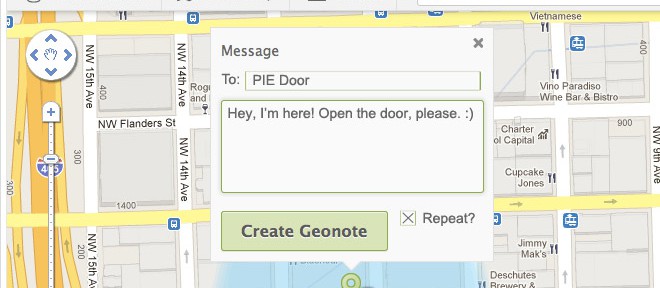 Message
To: PIE Door
Hey, I'm here! Open the door, please. :)
Create Geonote
Repeat?
Vietnamese
400
Vino Paradiso
Wine Bar & Bistro
NW 15th Ave
NW 14th Ave
400
NW Flanders St
900
Charter
ol Capital
NW 9th Ave
405
NW 14th Ave
300
300
Cupcake
Jones
1400
NW 15th Ave
200
Jimmy
Mak's
Deschutes
Brewery &